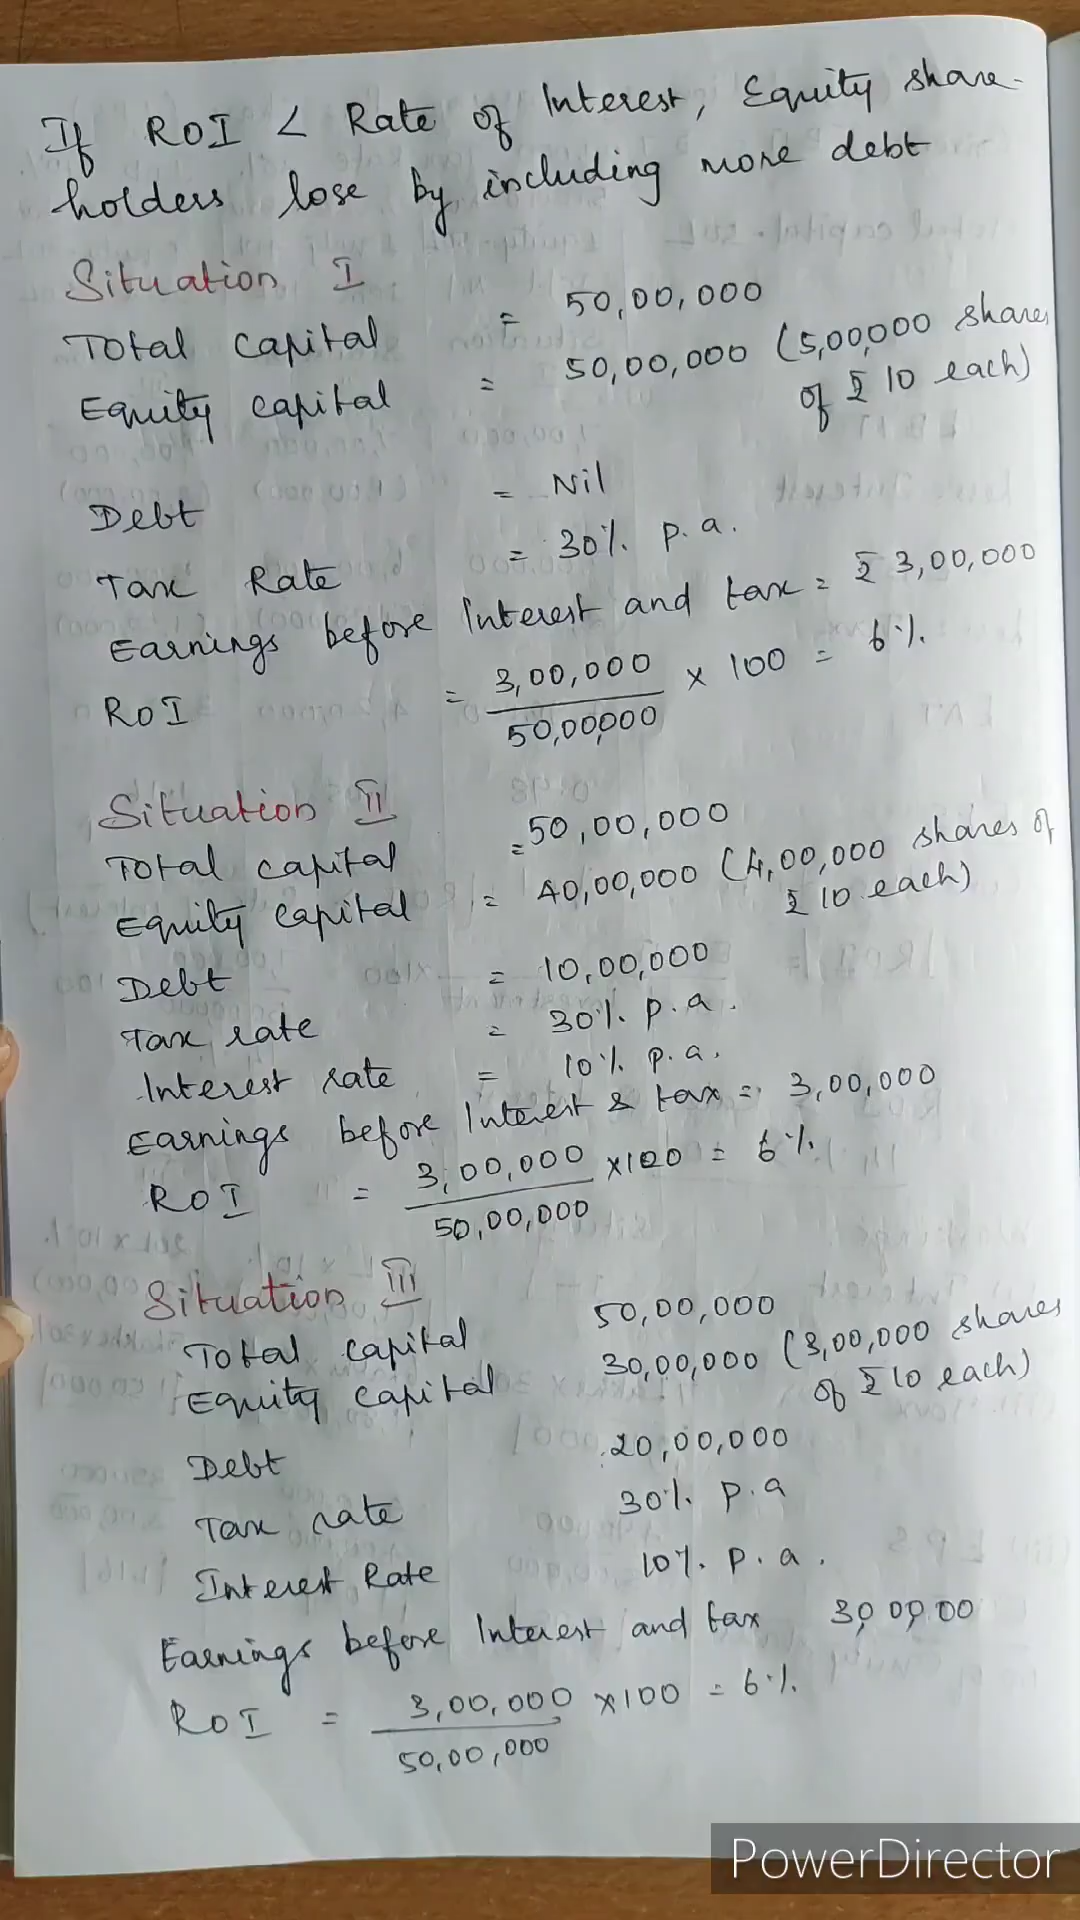 If ROI < Rate of Interest, Equity share-
holders lose by including more debt
Situation I
Total capital = 50,00,000
Equity capital = 50,00,000 (5,00,000 shares
of ₹ 10 each)
Debt = Nil
Tax Rate = 30% p.a.
Earnings before Interest and tax = ₹ 3,00,000
ROI = 3,00,000 / 50,00,000 x 100 = 6%
Situation II
Total capital = 50,00,000
Equity capital = 40,00,000 (4,00,000 shares of
₹ 10 each)
Debt = 10,00,000
Tax rate = 30% p.a.
Interest rate = 10% p.a.
Earnings before Interest & tax = 3,00,000
ROI = 3,00,000 / 50,00,000 x100 = 6%
Situation III
Total capital 50,00,000
Equity capital 30,00,000 (3,00,000 shares
of ₹ 10 each)
Debt 20,00,000
Tax rate 30% p.a
Interest Rate 10% p.a.
Earnings before Interest and tax 3,00,000
ROI = 3,00,000 / 50,00,000 x100 = 6%
PowerDirector